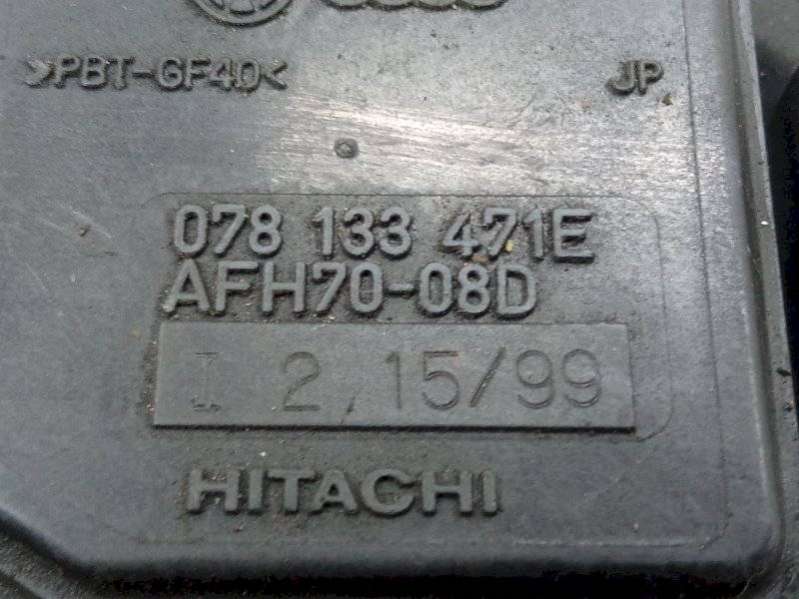 >PBT-GF40<
JP
078 133 471E
AFH70-08D
I 2,15/99
HITACHI